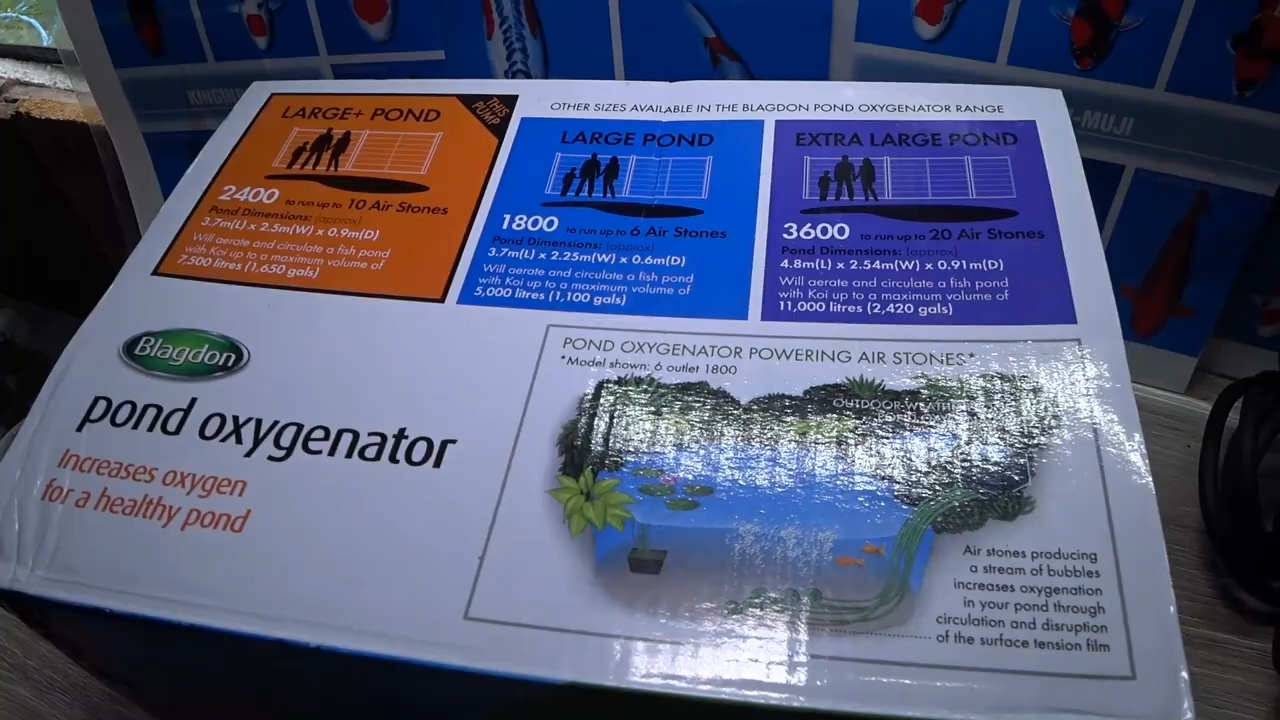 KINGIMP
-MUJI
THIS
PUMP
LARGE+ POND
2400 to run up to 10 Air Stones
Pond Dimensions: (approx)
3.7m(L) x 2.5m(W) x 0.9m(D)
Will aerate and circulate a fish pond
with Koi up to a maximum volume of
7,500 litres (1,650 gals)
OTHER SIZES AVAILABLE IN THE BLAGDON POND OXYGENATOR RANGE
LARGE POND
1800 to run up to 6 Air Stones
Pond Dimensions: (approx)
3.7m(L) x 2.25m(W) x 0.6m(D)
Will aerate and circulate a fish pond
with Koi up to a maximum volume of
5,000 litres (1,100 gals)
EXTRA LARGE POND
3600 to run up to 20 Air Stones
Pond Dimensions: (approx)
4.8m(L) x 2.54m(W) x 0.91m(D)
Will aerate and circulate a fish pond
with Koi up to a maximum volume of
11,000 litres (2,420 gals)
Blagdon
pond oxygenator
Increases oxygen
for a healthy pond
POND OXYGENATOR POWERING AIR STONES*
*Model shown: 6 outlet 1800
Air stones producing
a stream of bubbles
increases oxygenation
in your pond through
circulation and disruption
of the surface tension film